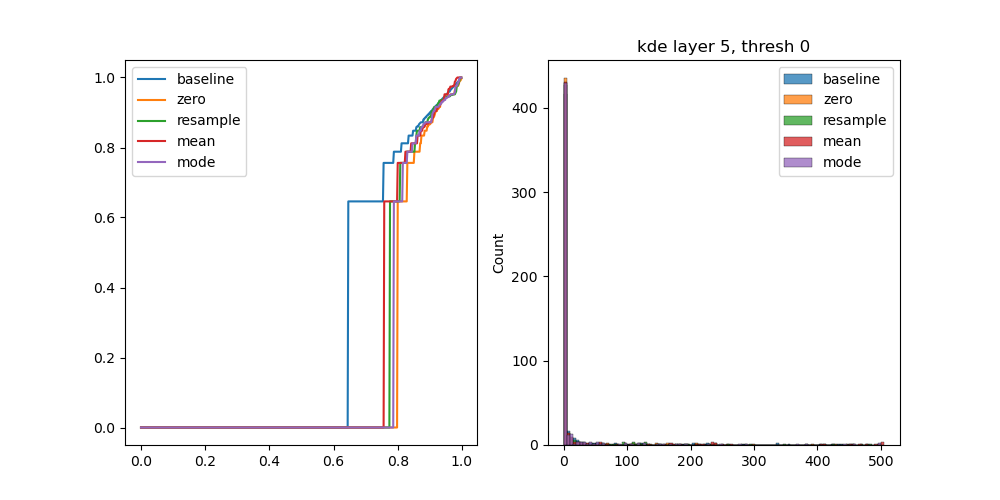 1.0
0.8
0.6
0.4
0.2
0.0
0.0 0.2 0.4 0.6 0.8 1.0
baseline
zero
resample
mean
mode
kde layer 5, thresh 0
Count
400
300
200
100
0
0 100 200 300 400 500
baseline
zero
resample
mean
mode